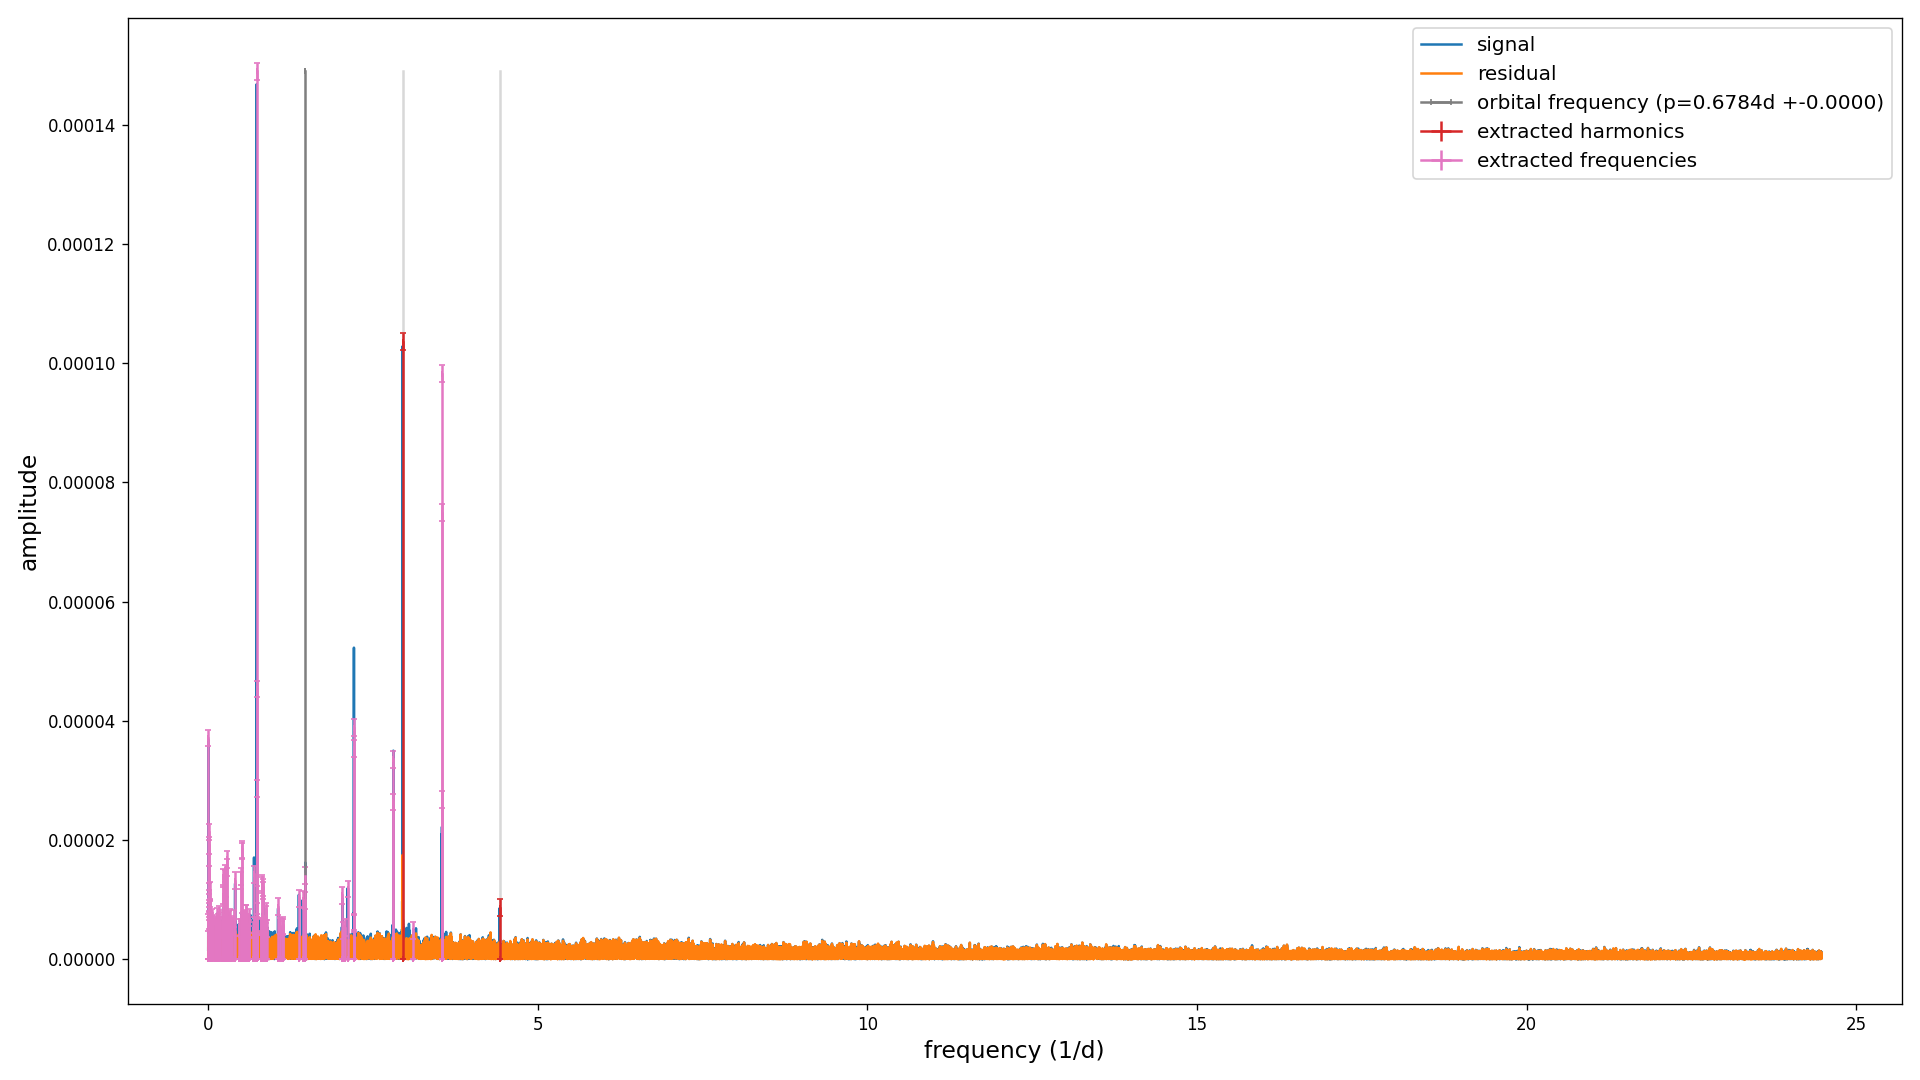 signal
residual
orbital frequency (p=0.6784d +-0.0000)
extracted harmonics
extracted frequencies
amplitude
0.00014
0.00012
0.00010
0.00008
0.00006
0.00004
0.00002
0.00000
0 5 10 15 20 25
frequency (1/d)